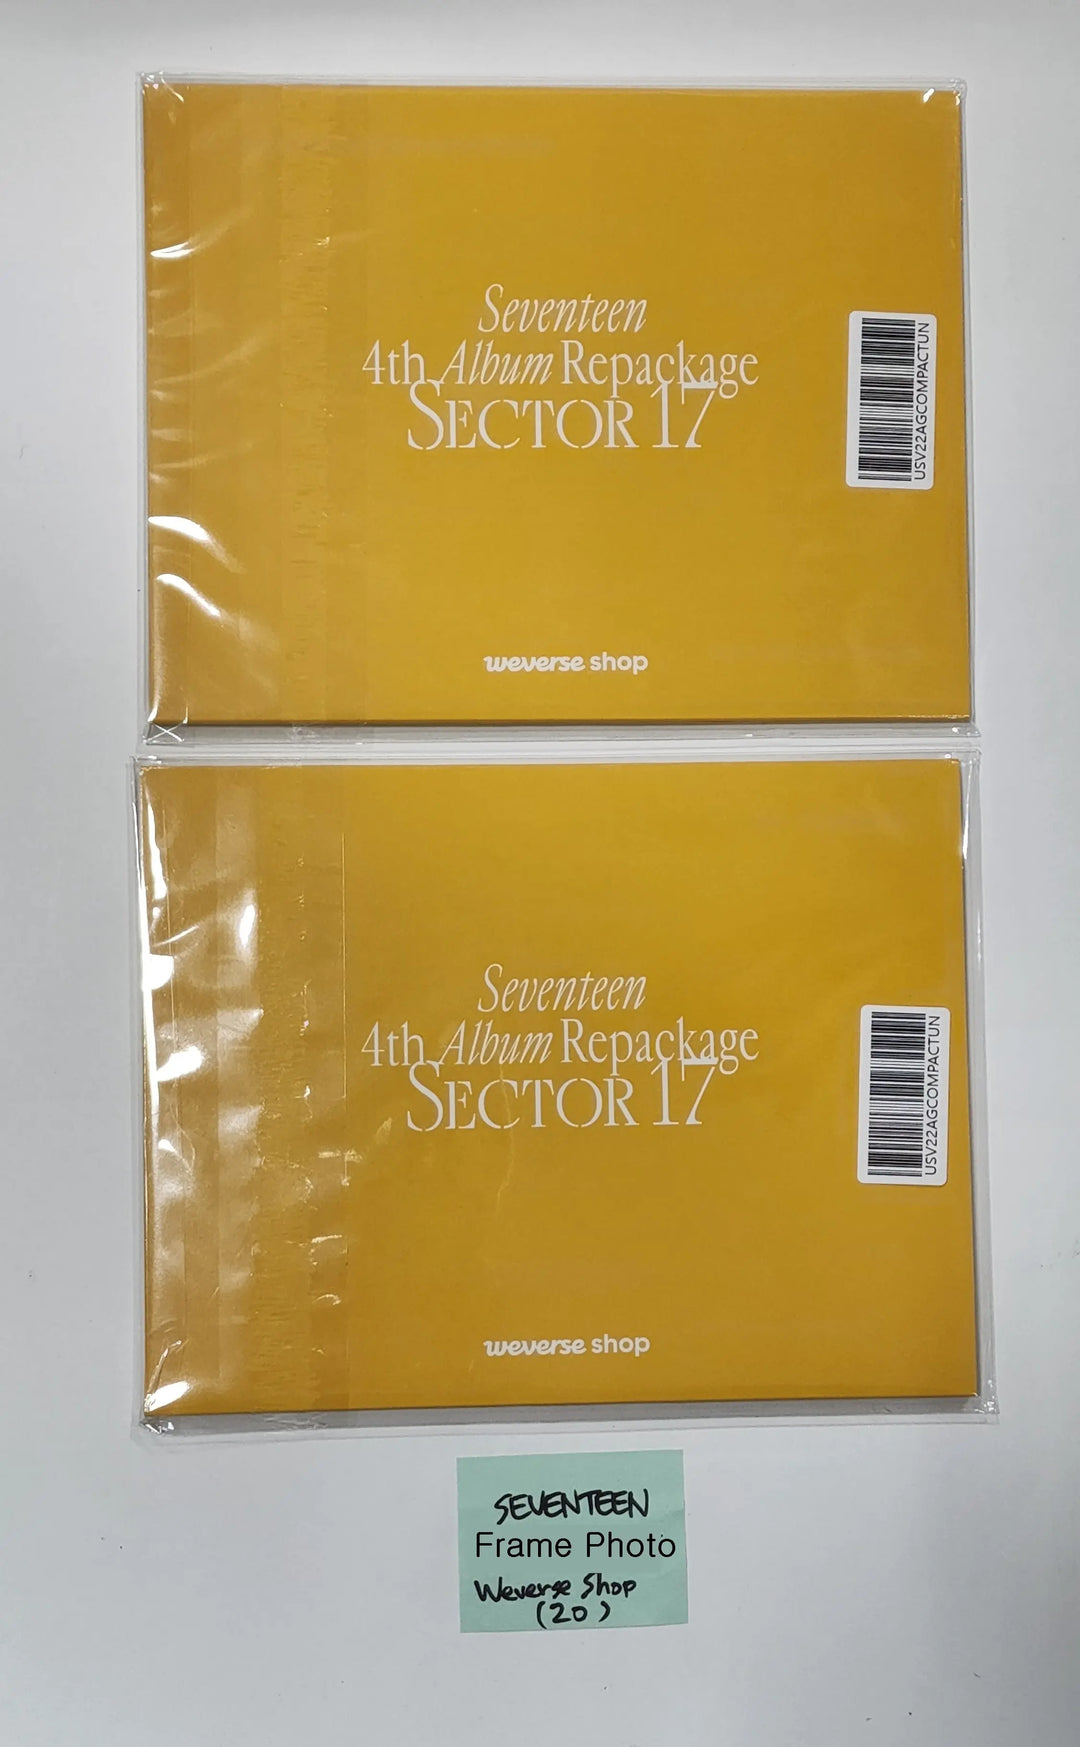 Seveteen
4th Album Repackage
SECTOR 17
USV22AGCOMPACTUN
weverse shop
Seventeen
4th Album Repackage
SECTOR 17
USV22AGCOMPACTUN
weverse shop
SEVENTEEN
Frame Photo
Weverse Shop
(20)